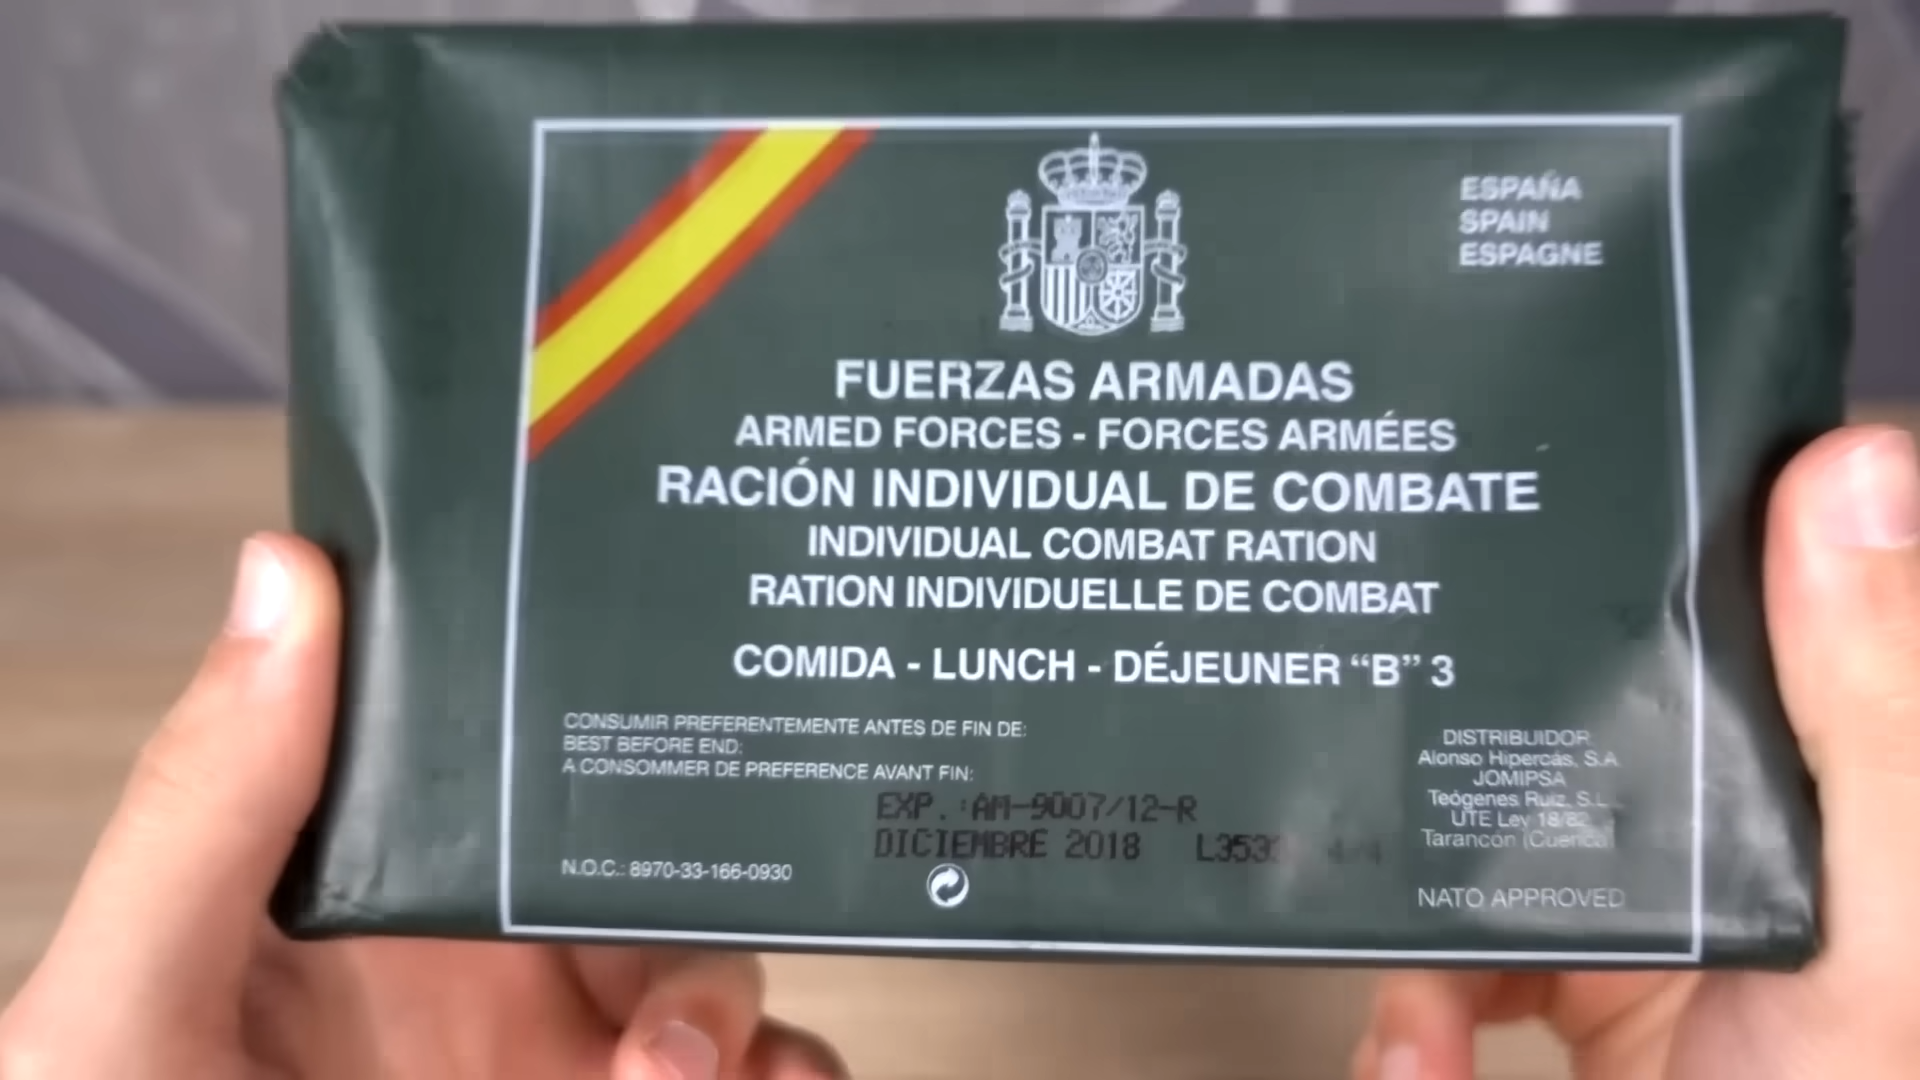 ESPAÑA
SPAIN
ESPAGNE
FUERZAS ARMADAS
ARMED FORCES - FORCES ARMÉES
RACIÓN INDIVIDUAL DE COMBATE
INDIVIDUAL COMBAT RATION
RATION INDIVIDUELLE DE COMBAT
COMIDA - LUNCH - DÉJEUNER “B” 3
CONSUMIR PREFERENTEMENTE ANTES DE FIN DE:
BEST BEFORE END:
A CONSOMMER DE PREFERENCE AVANT FIN:
EXP.:AM-9007/12-R
DICIEMBRE 2018
N.O.C.: 8970-33-166-0930
DISTRIBUIDOR
Alonso Hipercás, S.A
JOMIPSA
Teógenes Ruiz, S.L.
UTE Ley 18/82
Tarancón (Cuenca)
NATO APPROVED